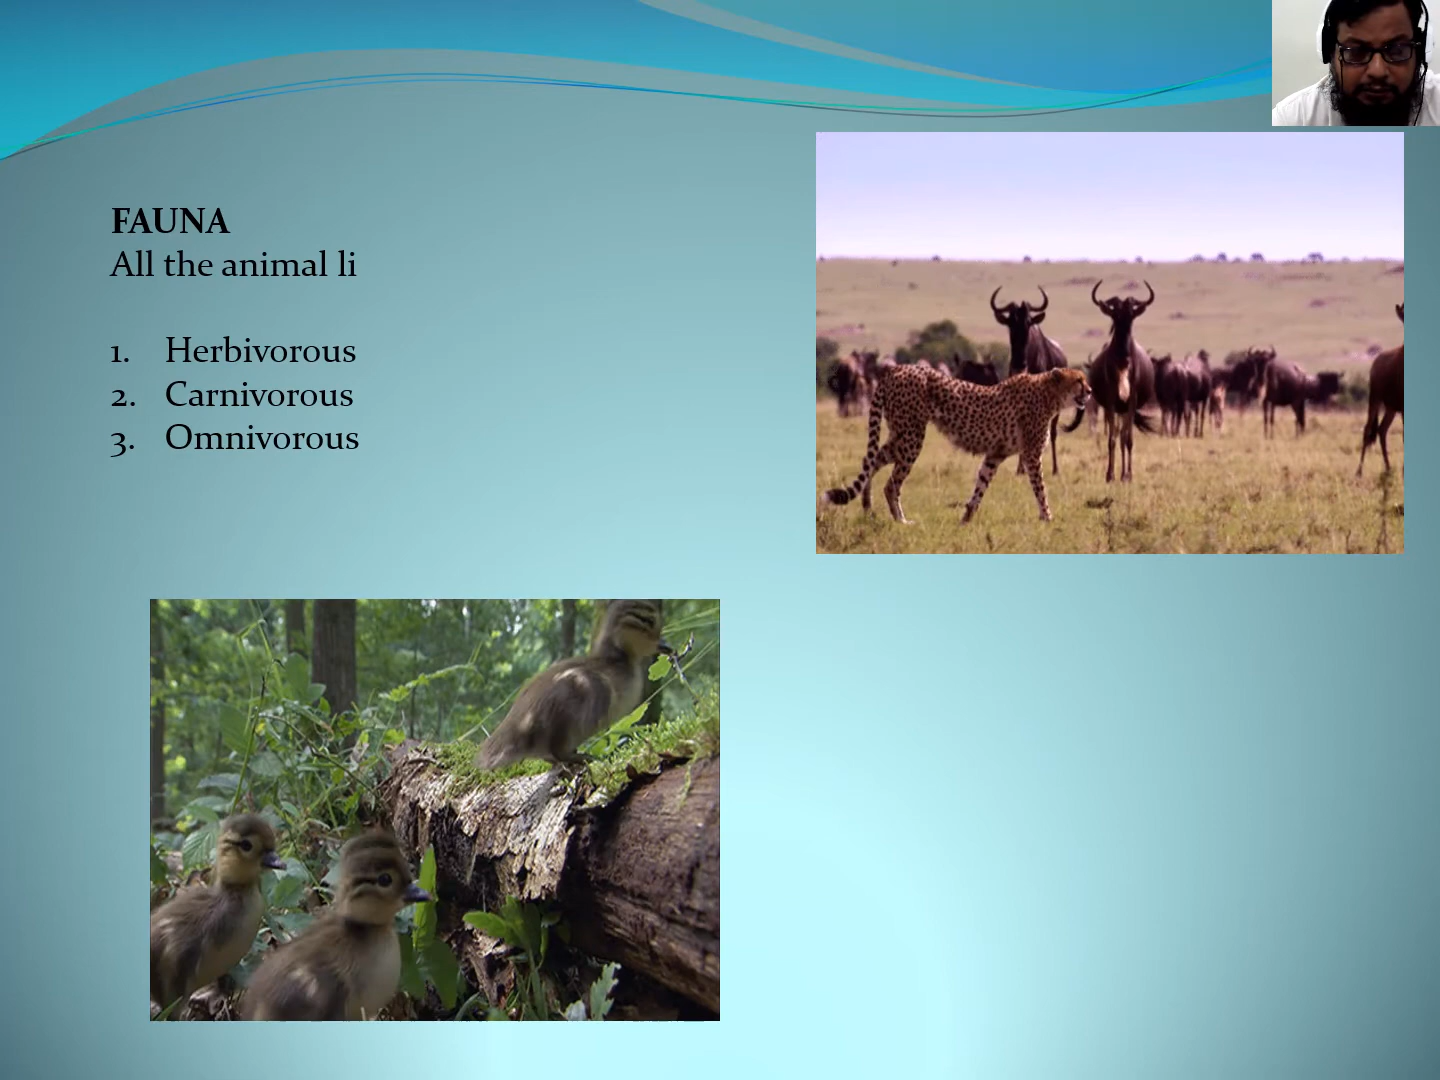 FAUNA
All the animal li
1. Herbivorous
2. Carnivorous
3. Omnivorous